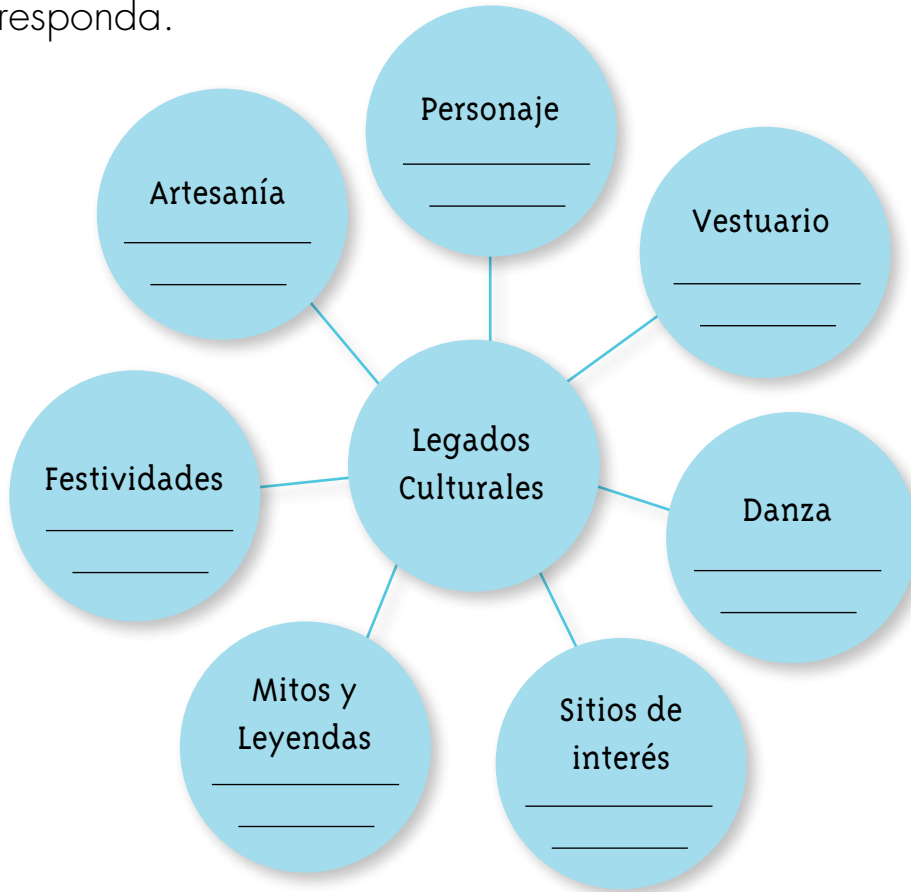 responda.
Personaje
Artesanía
Vestuario
Legados
Culturales
Festividades
Danza
Mitos y
Leyendas
Sitios de
interés